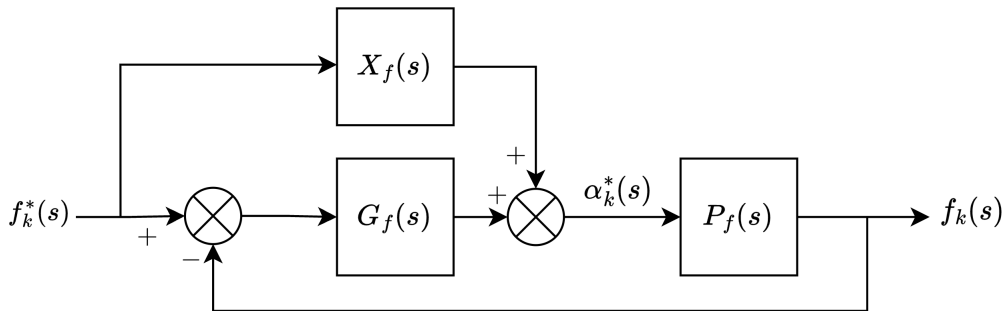 X_f(s)
+
f_k^*(s)
+
−
G_f(s)
+
α_k^*(s)
P_f(s)
f_k(s)